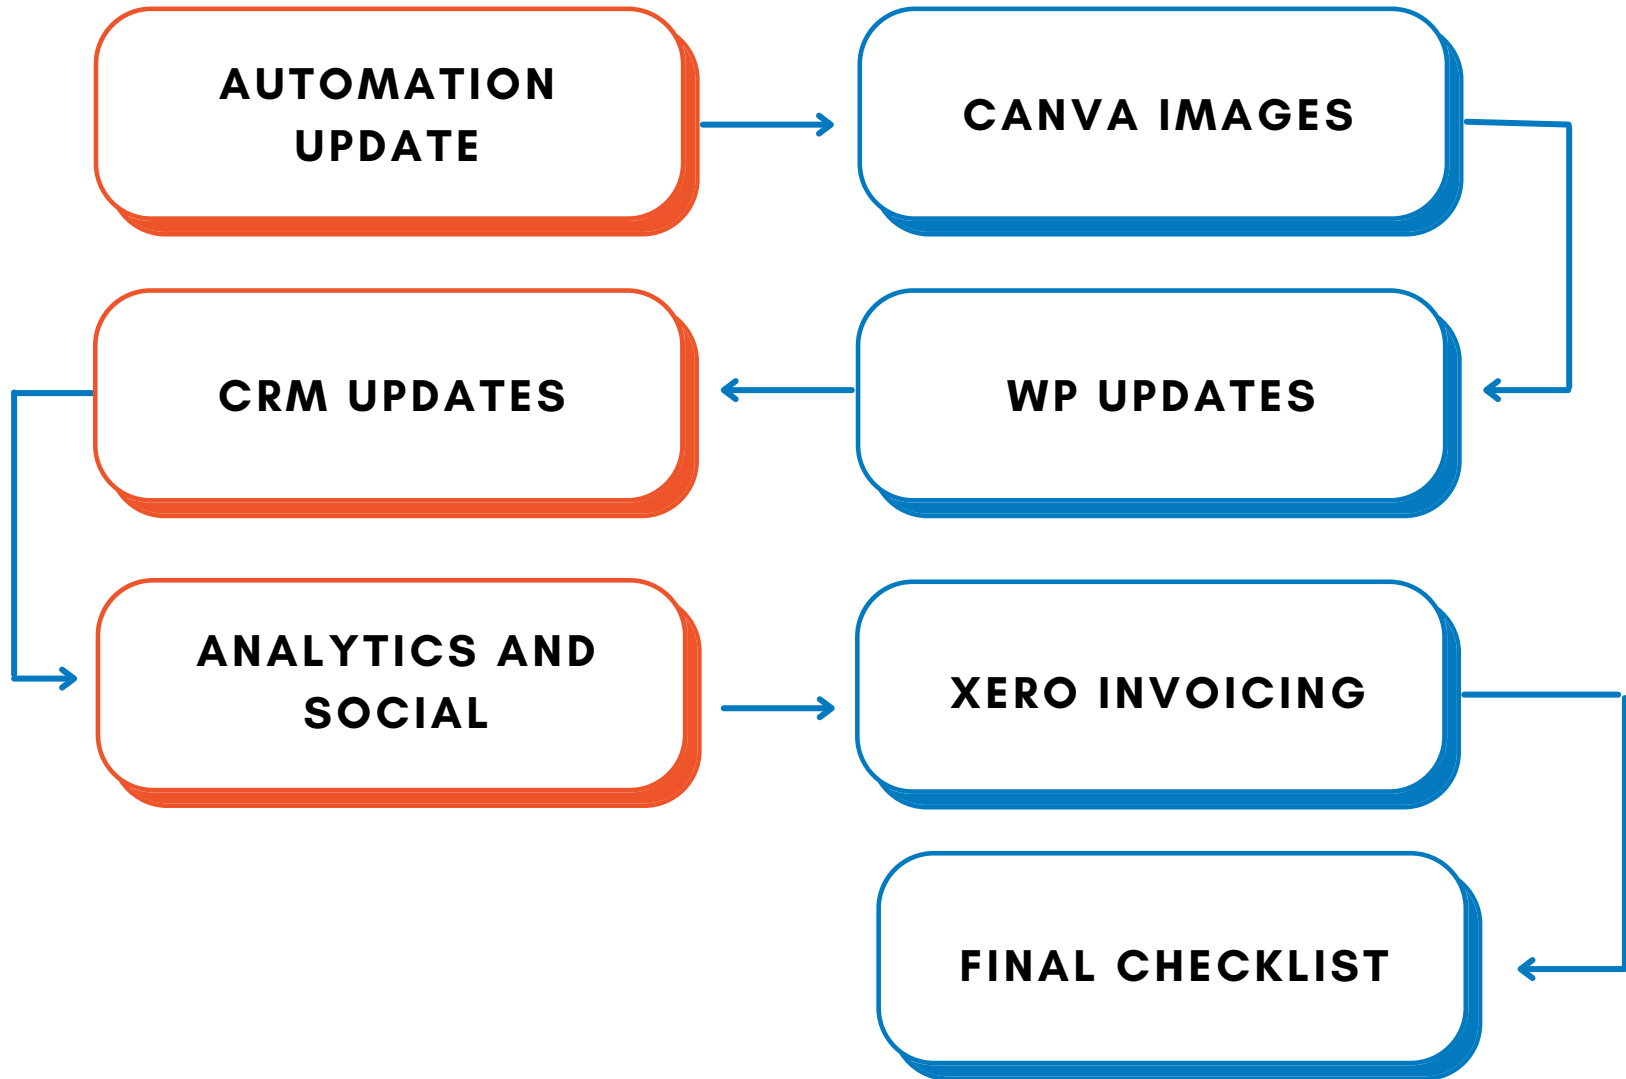 AUTOMATION
UPDATE
CANVA IMAGES
WP UPDATES
CRM UPDATES
ANALYTICS AND
SOCIAL
XERO INVOICING
FINAL CHECKLIST